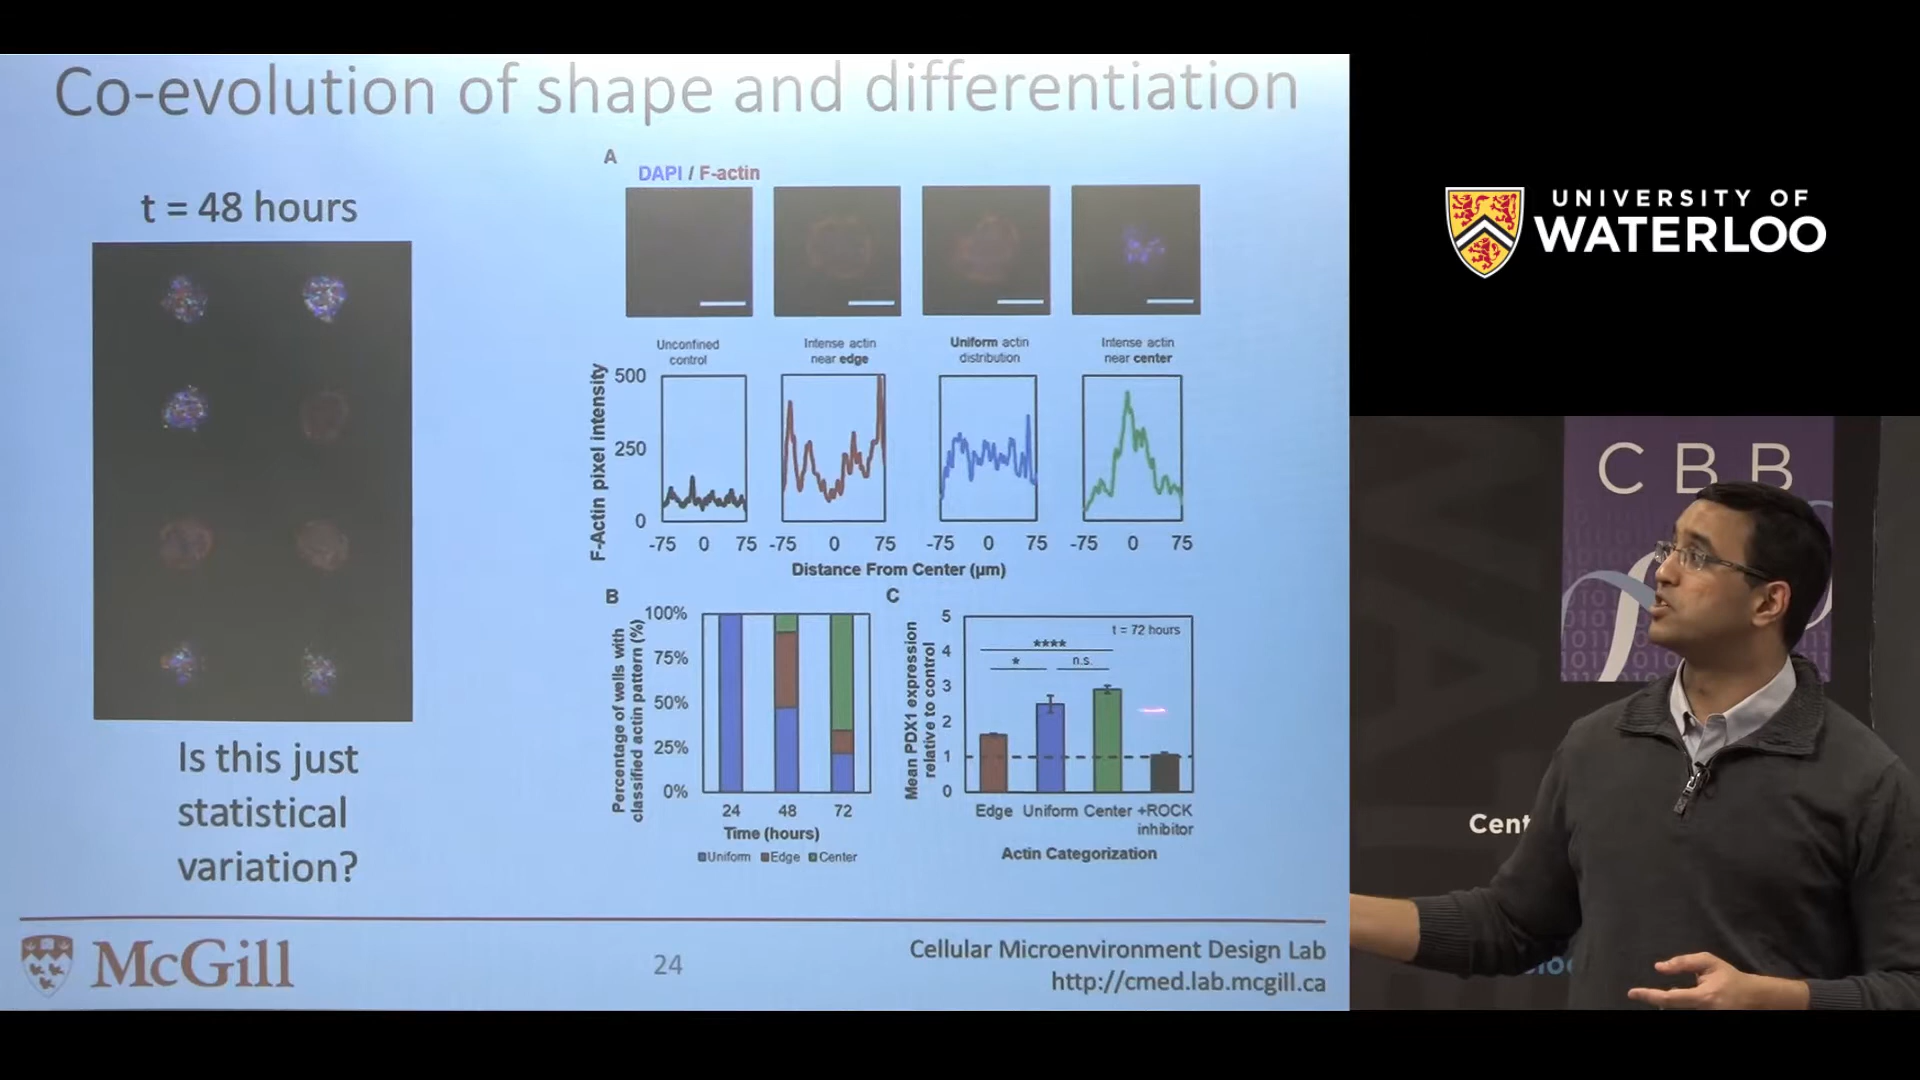 Co-evolution of shape and differentiation
t = 48 hours
Is this just
statistical
variation?
A
DAPI / F-actin
Unconfined
control
Intense actin
near edge
Uniform actin
distribution
Intense actin
near center
F-Actin pixel intensity
500
250
0
-75 0 75 -75 0 75 -75 0 75 -75 0 75
Distance From Center (µm)
B
Percentage of wells with
classified actin pattern (%)
100%
75%
50%
25%
0%
24 48 72
Time (hours)
Uniform Edge Center
C
Mean PDX1 expression
relative to control
5
4
3
2
1
0
t = 72 hours
****
*
n.s.
Edge Uniform Center +ROCK
inhibitor
Actin Categorization
McGill
24
Cellular Microenvironment Design Lab
http://cmed.lab.mcgill.ca
UNIVERSITY OF
WATERLOO
CBB
Cent